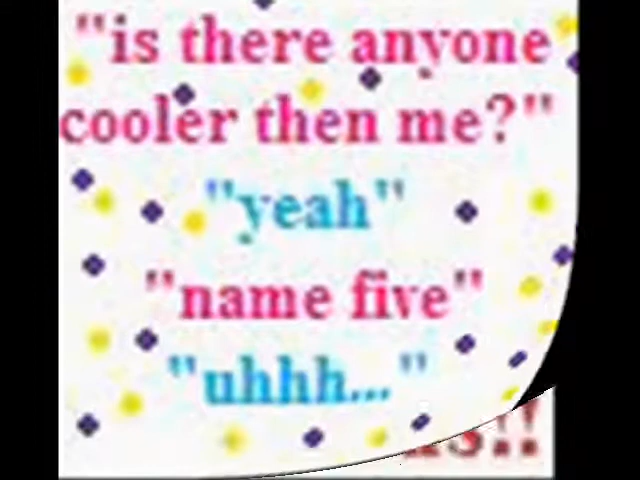 "is there anyone
cooler then me?"
"yeah"
"name five"
"uhhh..."